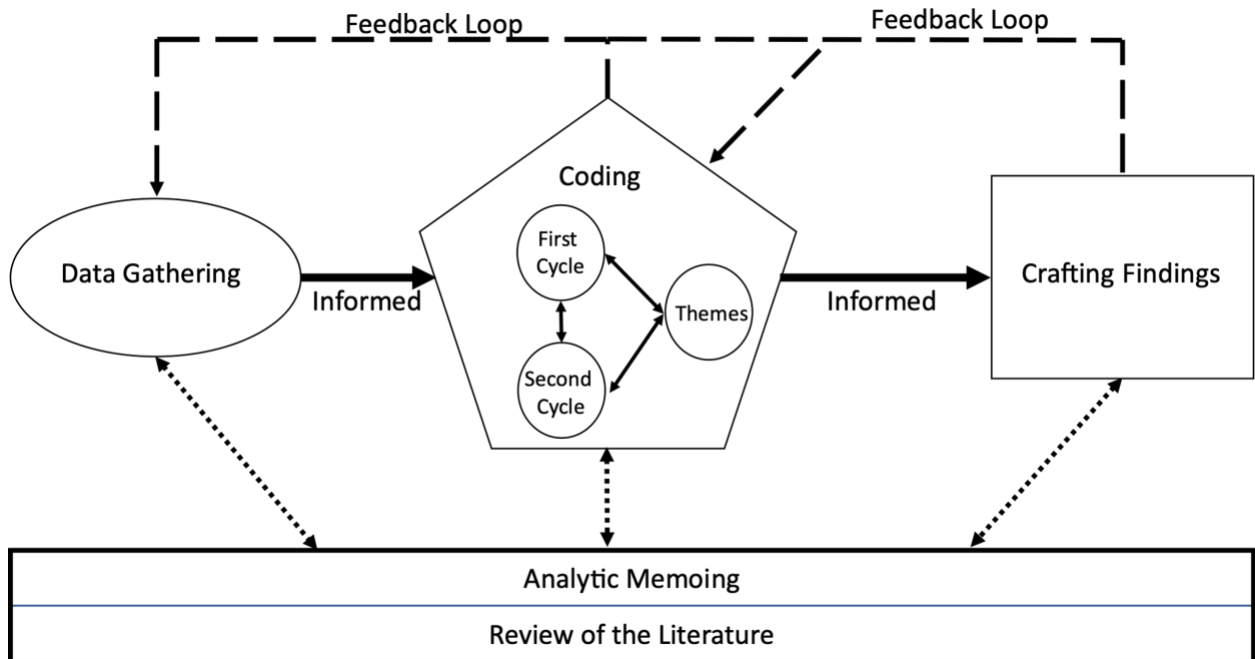 Feedback Loop
Feedback Loop
Coding
First
Cycle
Data Gathering
Crafting Findings
Informed
Informed
Themes
Second
Cycle
Analytic Memoing
Review of the Literature